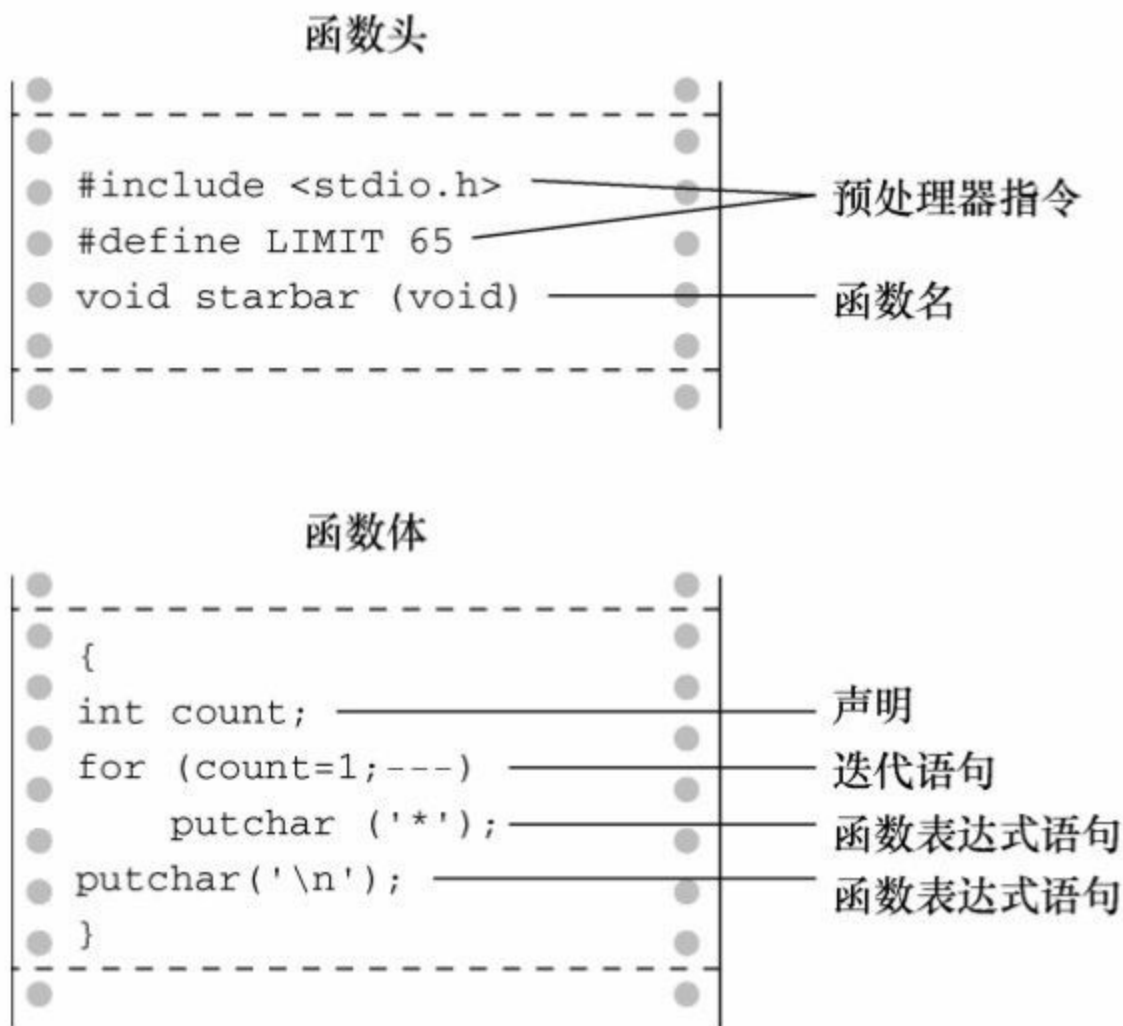 函数头
#include <stdio.h>
预处理器指令
#define LIMIT 65
void starbar (void)
函数名
函数体
{
int count;
声明
for (count=1;---)
迭代语句
putchar ('*');
函数表达式语句
putchar('\n');
函数表达式语句
}